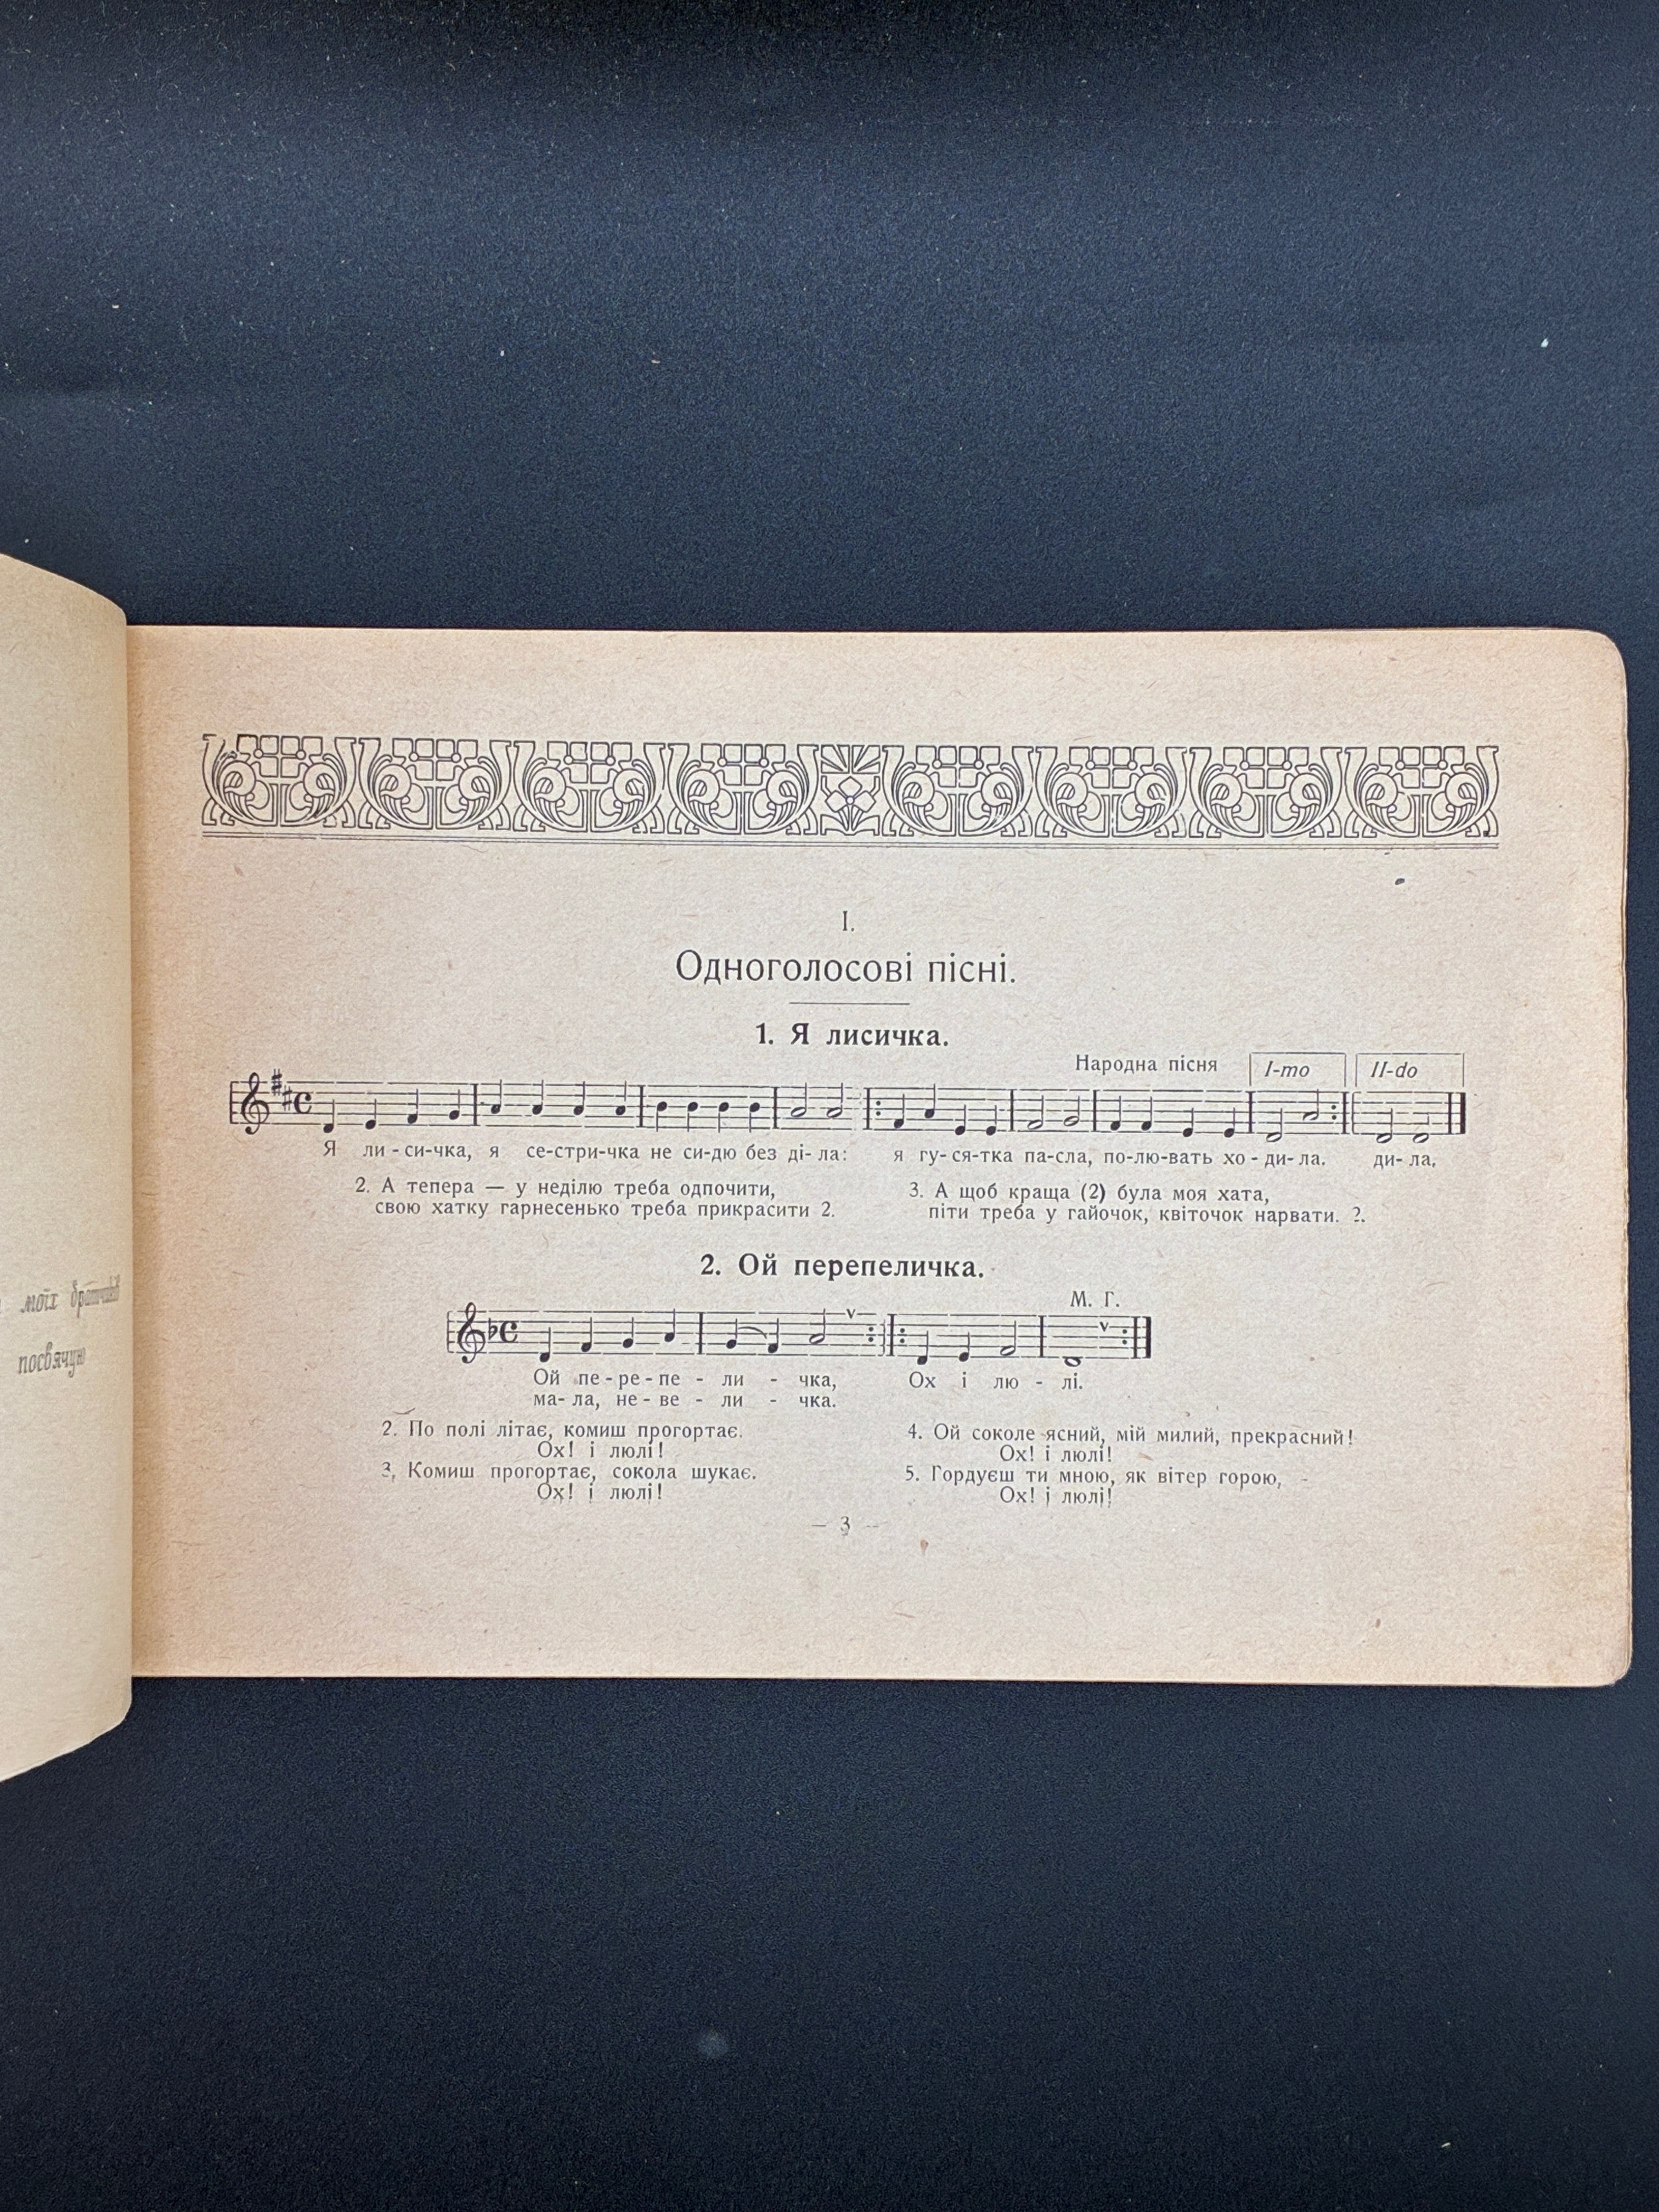 моїх братчиків
посвячую
I.
Одноголосові пісні.
1. Я лисичка.
Народна пісня I-mo II-do
Я ли - си-чка, я се-стри-чка не си-дю без ді- ла: я гу- ся-тка па-сла, по-лю-вать хо - ди- ла. ди- ла.
2. А тепера — у неділю треба одпочити,
свою хатку гарнесенько треба прикрасити 2.
3. А щоб краща (2) була моя хата,
піти треба у гайочок, квіточок нарвати. 2.
2. Ой перепеличка.
М. Г.
Ой пе - ре - пе - ли - чка, Ох і лю - лі.
ма- ла, не - ве - ли - чка.
2. По полі літає, комиш прогортає.
Ох! і люлі!
3. Комиш прогортає, сокола шукає.
Ох! і люлі!
4. Ой соколе ясний, мій милий, прекрасний!
Ох! і люлі!
5. Гордуєш ти мною, як вітер горою,
Ох! і люлі!
— 3 —